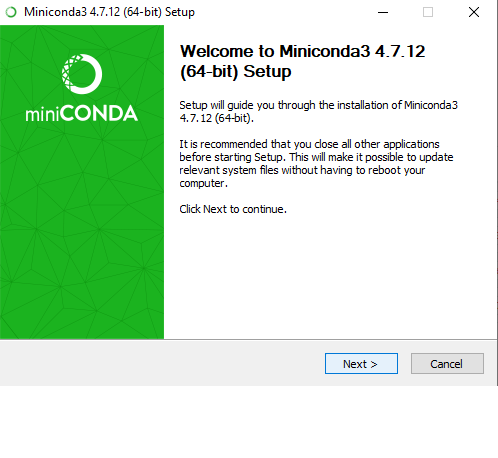 Miniconda3 4.7.12 (64-bit) Setup
miniCONDA
Welcome to Miniconda3 4.7.12
(64-bit) Setup
Setup will guide you through the installation of Miniconda3
4.7.12 (64-bit).
It is recommended that you close all other applications
before starting Setup. This will make it possible to update
relevant system files without having to reboot your
computer.
Click Next to continue.
Next >
Cancel